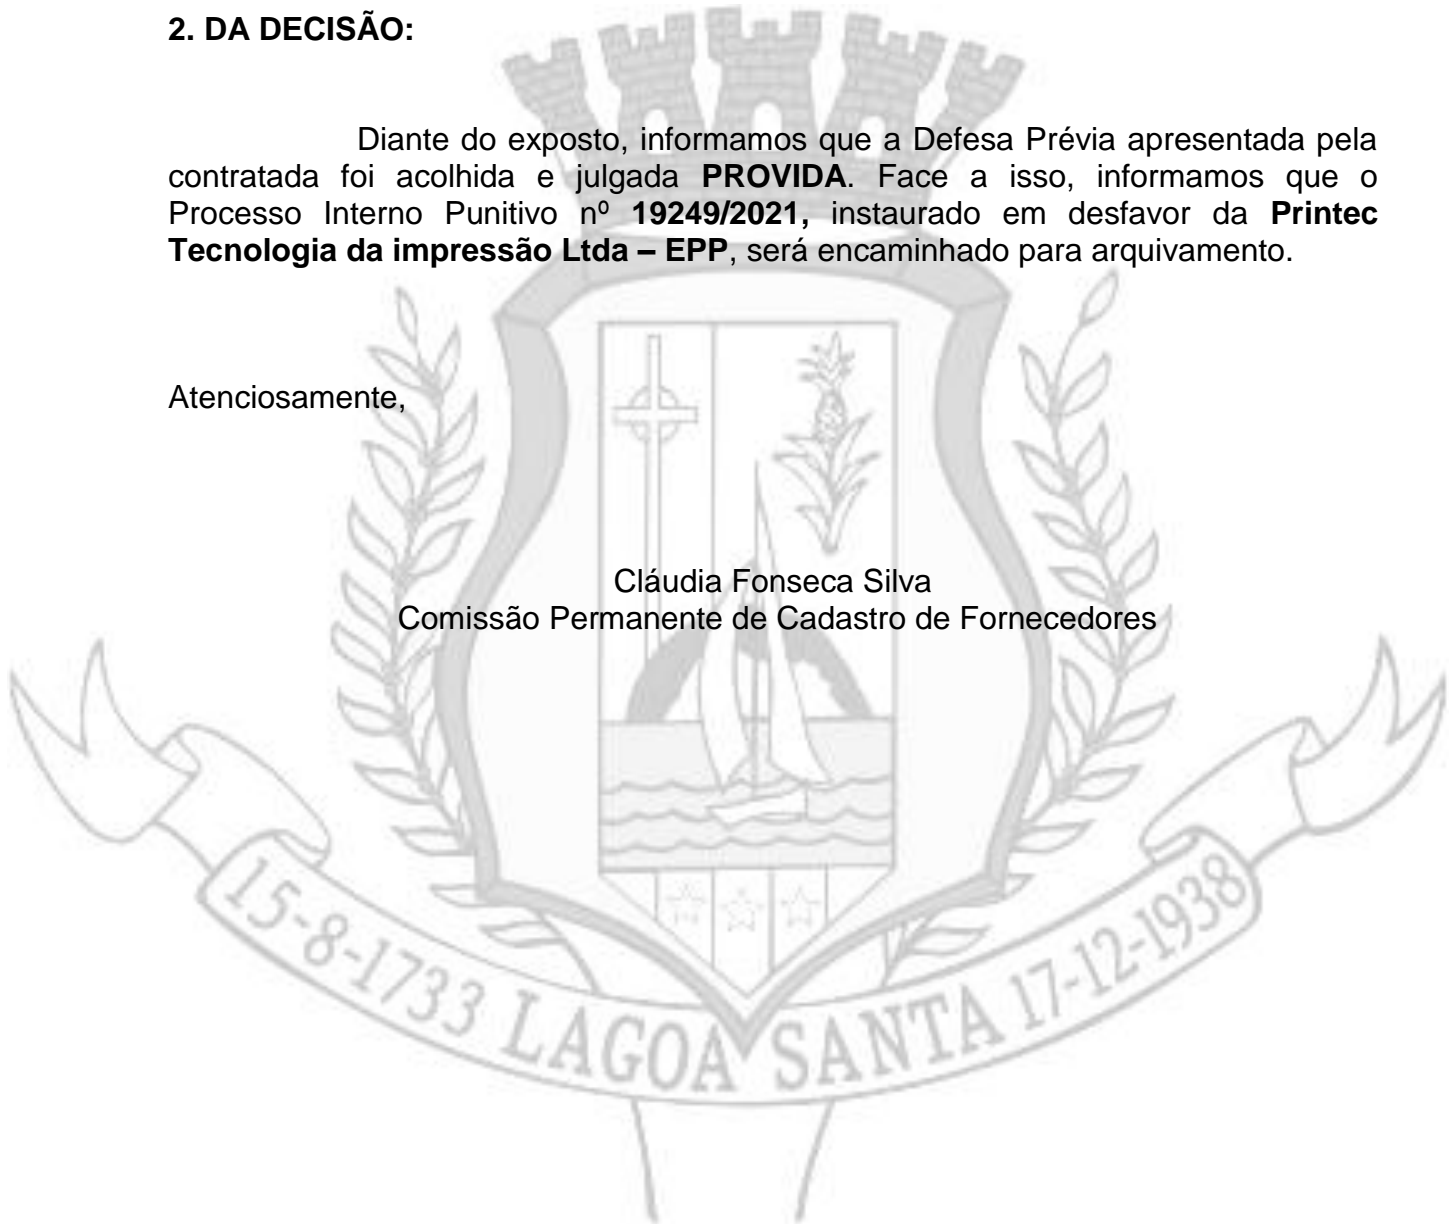 2. DA DECISÃO:
Diante do exposto, informamos que a Defesa Prévia apresentada pela
contratada foi acolhida e julgada PROVIDA. Face a isso, informamos que o
Processo Interno Punitivo nº 19249/2021, instaurado em desfavor da Printec
Tecnologia da impressão Ltda – EPP, será encaminhado para arquivamento.
Atenciosamente,
Cláudia Fonseca Silva
Comissão Permanente de Cadastro de Fornecedores
15-8-1733 LAGOA SANTA 17-12-1938